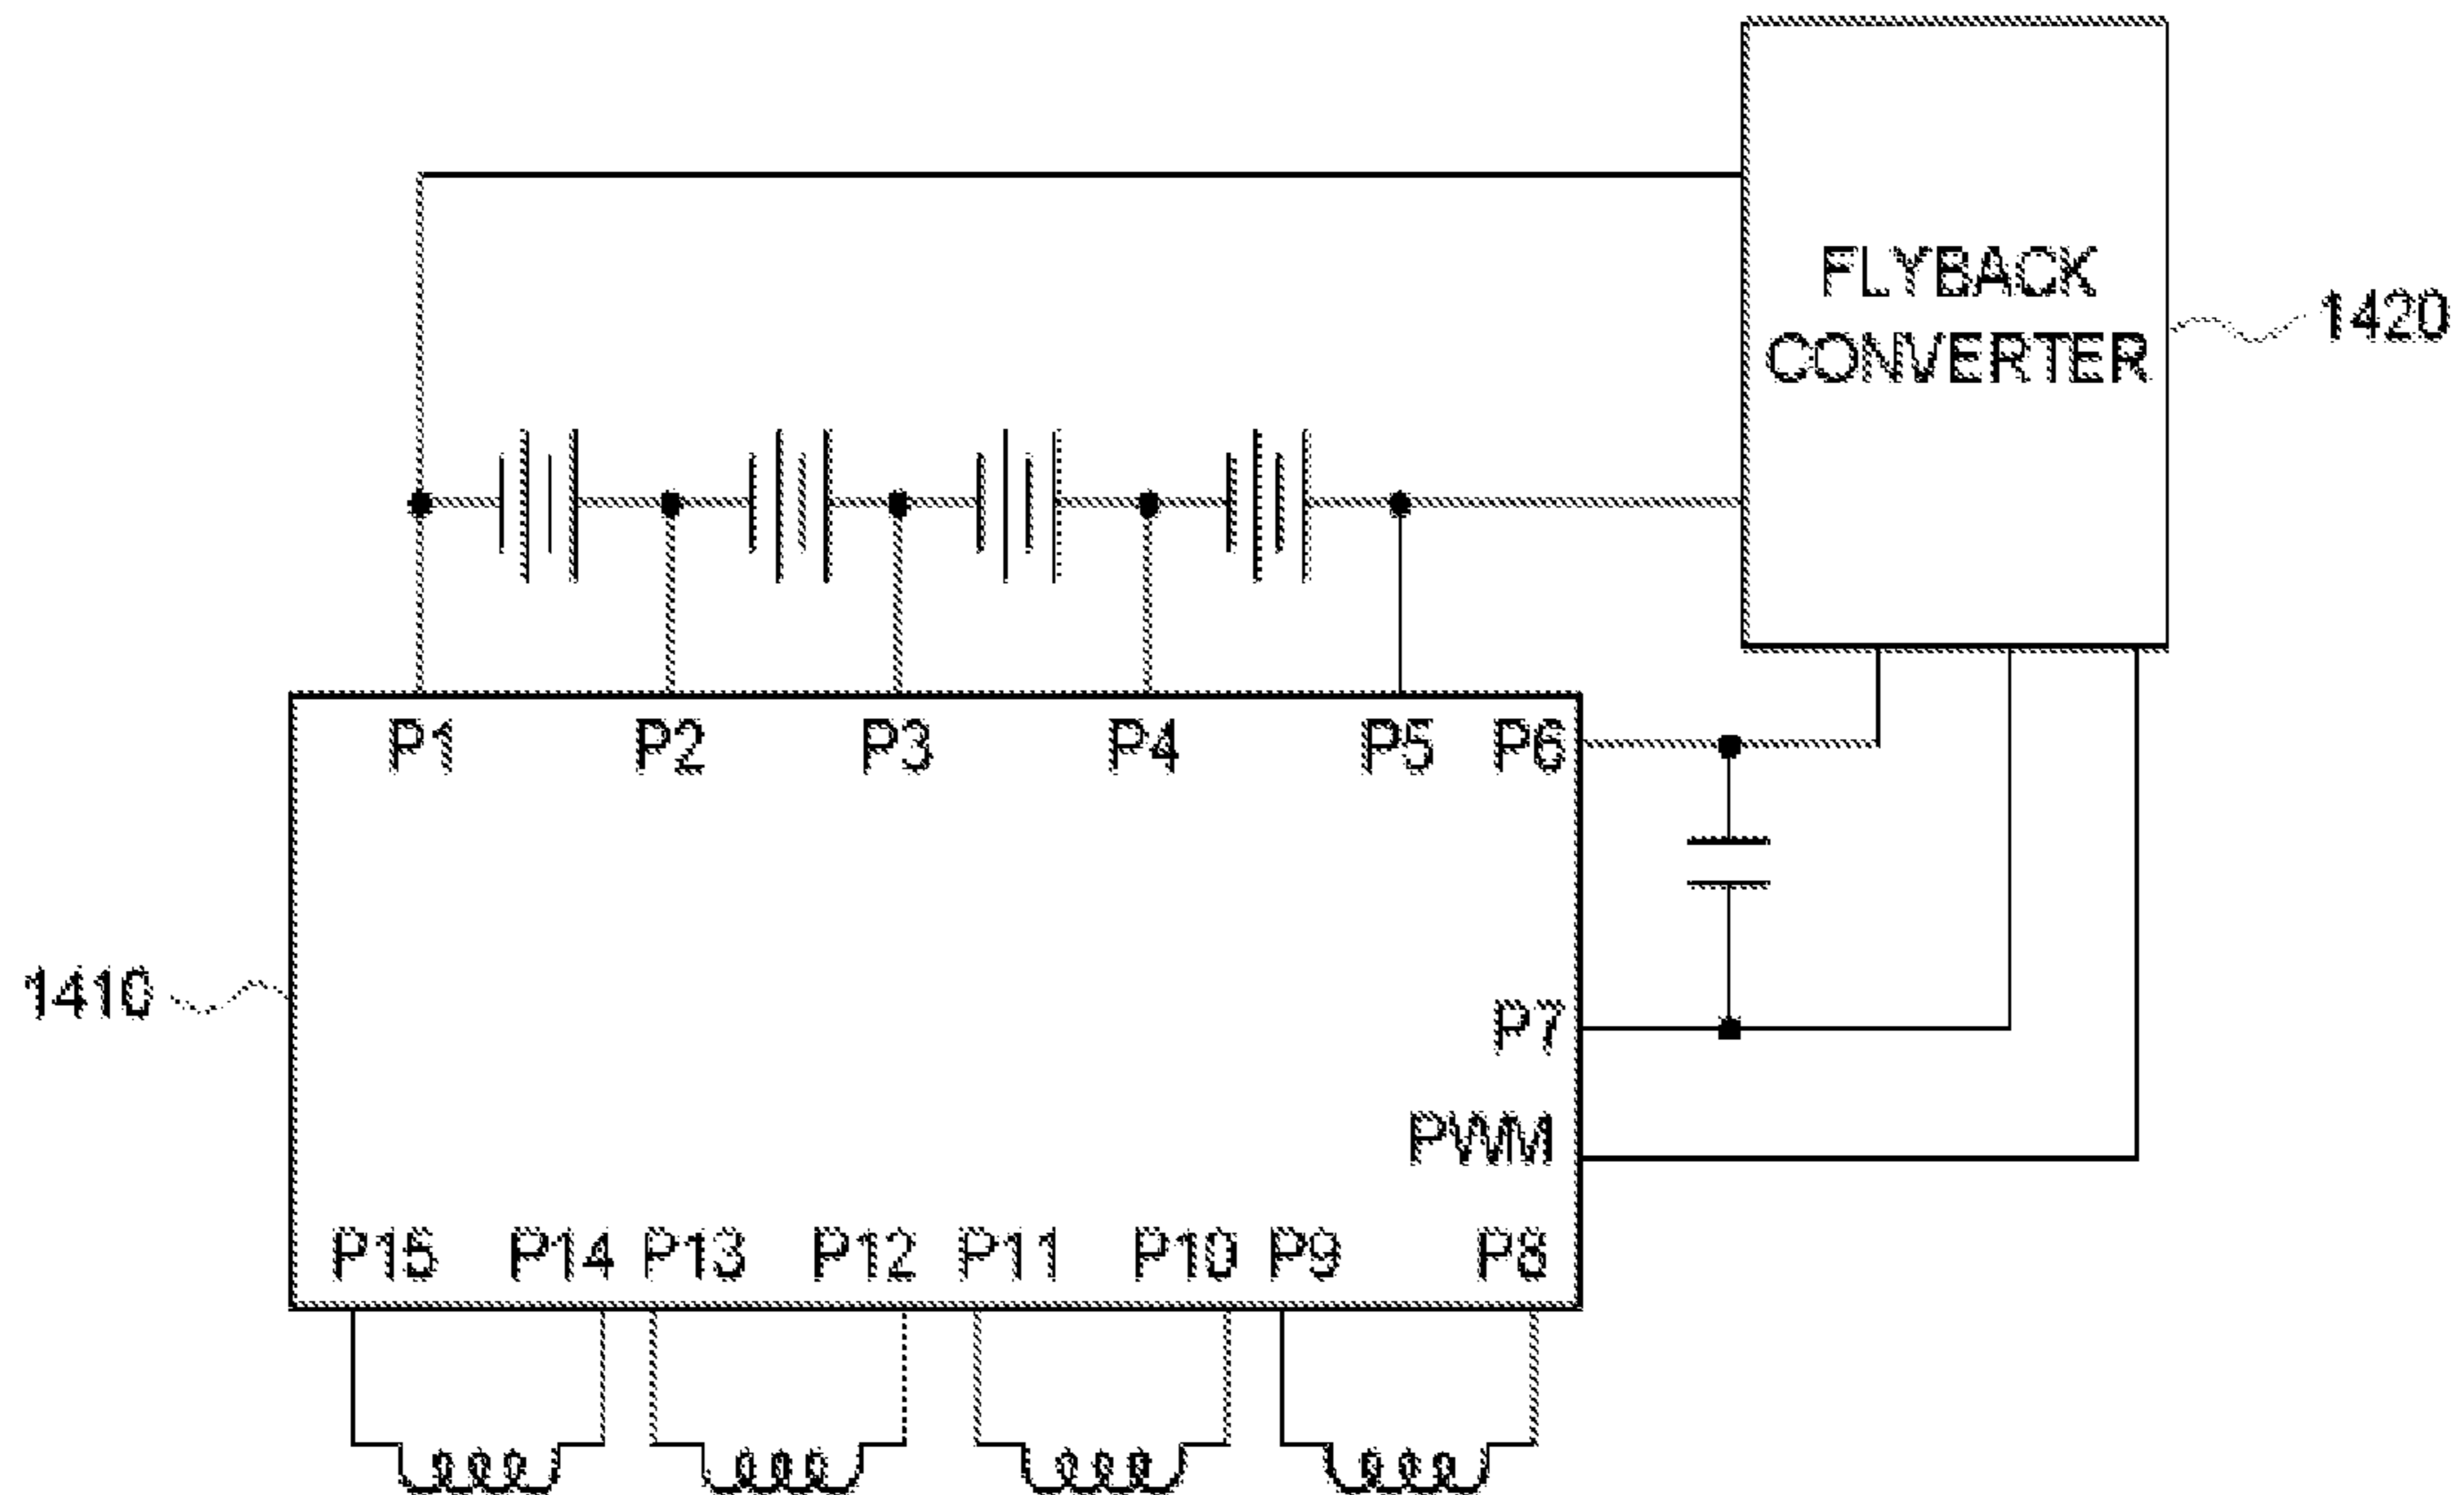 FLYBACK
CONVERTER
1420
P1 P2 P3 P4 P5 P6
1410
P7
PWM
P15 P14 P13 P12 P11 P10 P9 P8